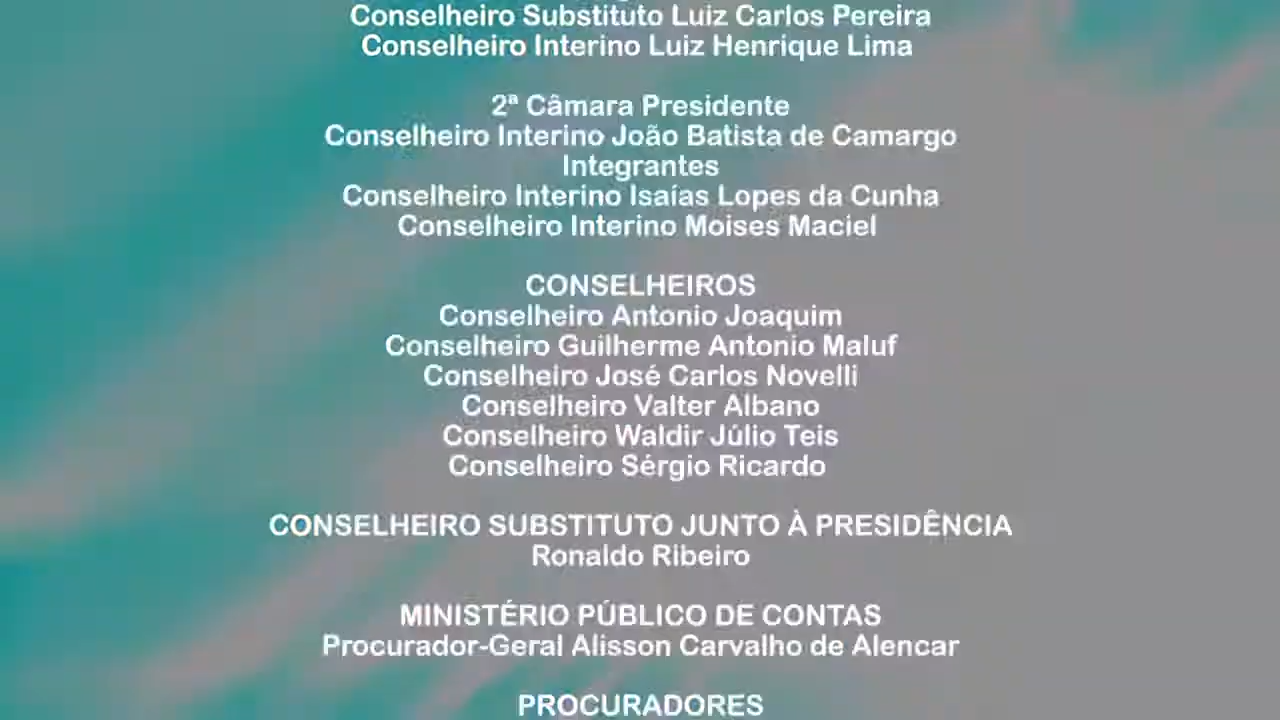 Conselheiro Substituto Luiz Carlos Pereira
Conselheiro Interino Luiz Henrique Lima
2ª Câmara Presidente
Conselheiro Interino João Batista de Camargo
Integrantes
Conselheiro Interino Isaías Lopes da Cunha
Conselheiro Interino Moises Maciel
CONSELHEIROS
Conselheiro Antonio Joaquim
Conselheiro Guilherme Antonio Maluf
Conselheiro José Carlos Novelli
Conselheiro Valter Albano
Conselheiro Waldir Júlio Teis
Conselheiro Sérgio Ricardo
CONSELHEIRO SUBSTITUTO JUNTO À PRESIDÊNCIA
Ronaldo Ribeiro
MINISTÉRIO PÚBLICO DE CONTAS
Procurador-Geral Alisson Carvalho de Alencar
PROCURADORES